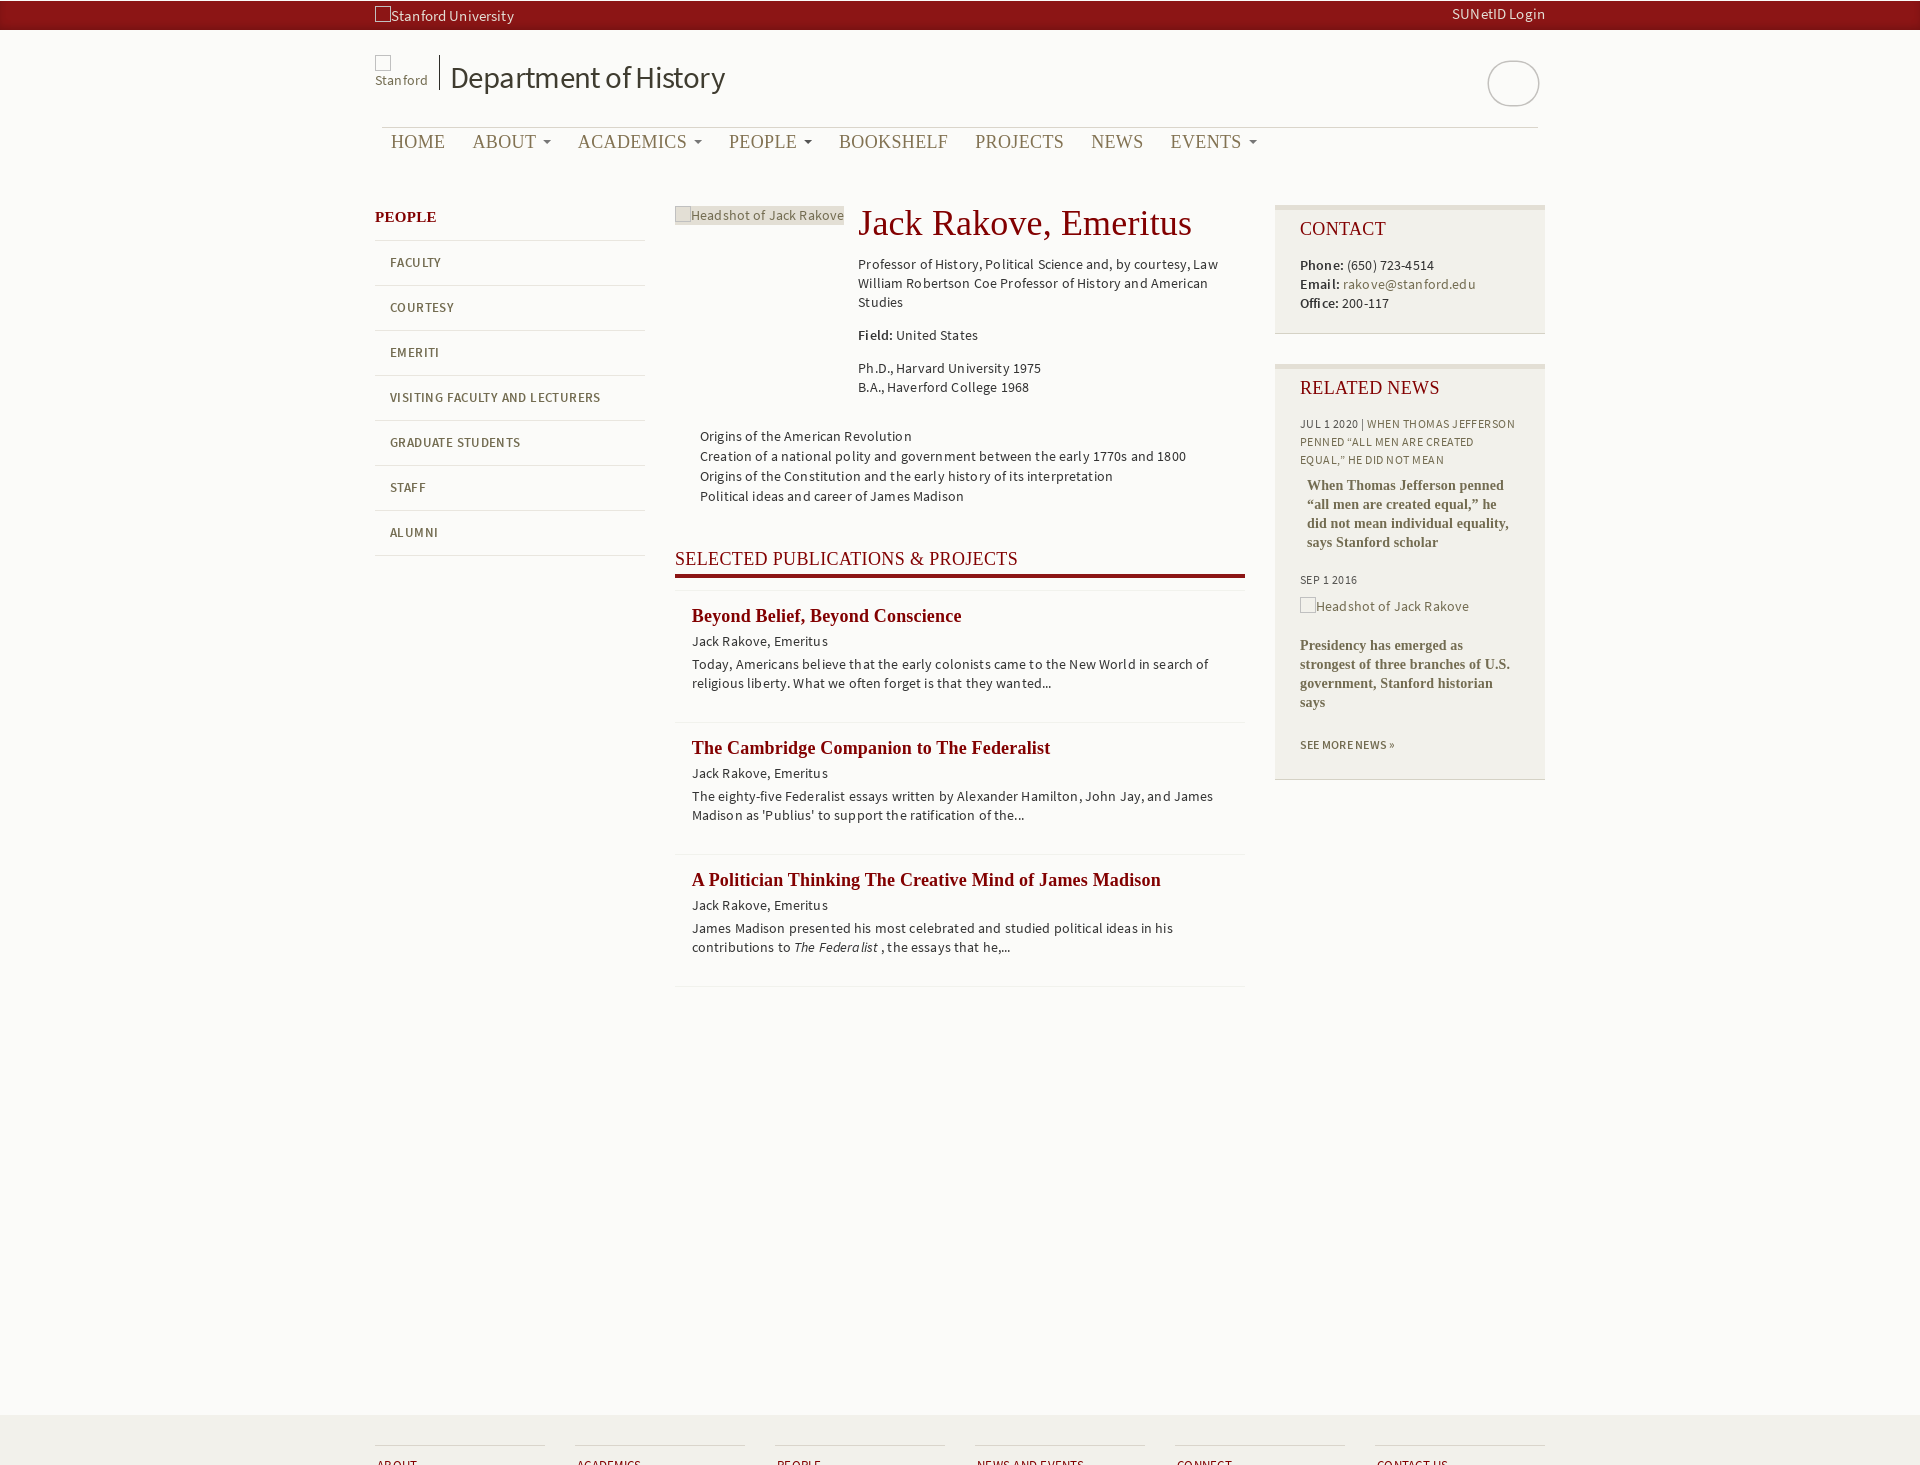 Stanford University
SUNetID Login
Stanford
Department of History
HOME ABOUT ACADEMICS PEOPLE BOOKSHELF PROJECTS NEWS EVENTS
PEOPLE
FACULTY
COURTESY
EMERITI
VISITING FACULTY AND LECTURERS
GRADUATE STUDENTS
STAFF
ALUMNI
Headshot of Jack Rakove
Jack Rakove, Emeritus
Professor of History, Political Science and, by courtesy, Law
William Robertson Coe Professor of History and American
Studies
Field: United States
Ph.D., Harvard University 1975
B.A., Haverford College 1968
Origins of the American Revolution
Creation of a national polity and government between the early 1770s and 1800
Origins of the Constitution and the early history of its interpretation
Political ideas and career of James Madison
SELECTED PUBLICATIONS & PROJECTS
Beyond Belief, Beyond Conscience
Jack Rakove, Emeritus
Today, Americans believe that the early colonists came to the New World in search of
religious liberty. What we often forget is that they wanted...
The Cambridge Companion to The Federalist
Jack Rakove, Emeritus
The eighty-five Federalist essays written by Alexander Hamilton, John Jay, and James
Madison as 'Publius' to support the ratification of the...
A Politician Thinking The Creative Mind of James Madison
Jack Rakove, Emeritus
James Madison presented his most celebrated and studied political ideas in his
contributions to The Federalist , the essays that he,...
CONTACT
Phone: (650) 723-4514
Email: rakove@stanford.edu
Office: 200-117
RELATED NEWS
JUL 1 2020 | WHEN THOMAS JEFFERSON
PENNED “ALL MEN ARE CREATED
EQUAL,” HE DID NOT MEAN
When Thomas Jefferson penned
“all men are created equal,” he
did not mean individual equality,
says Stanford scholar
SEP 1 2016
Headshot of Jack Rakove
Presidency has emerged as
strongest of three branches of U.S.
government, Stanford historian
says
SEE MORE NEWS »
ABOUT
ACADEMICS
PEOPLE
NEWS AND EVENTS
CONNECT
CONTACT US